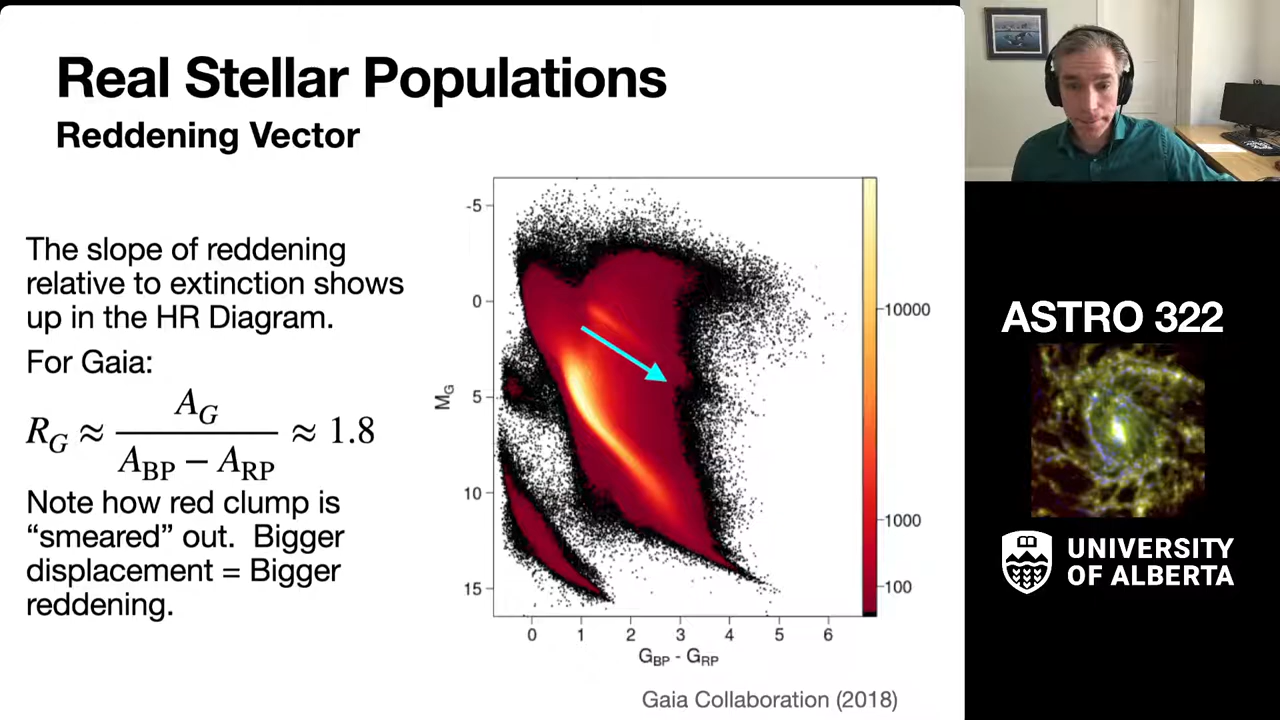 Real Stellar Populations
Reddening Vector
The slope of reddening
relative to extinction shows
up in the HR Diagram.
For Gaia:
R_G ≈ A_G / (A_BP − A_RP) ≈ 1.8
Note how red clump is
“smeared” out. Bigger
displacement = Bigger
reddening.
M_G
-5
0
5
10
15
0 1 2 3 4 5 6
G_BP - G_RP
10000
1000
100
Gaia Collaboration (2018)
ASTRO 322
UNIVERSITY
OF ALBERTA